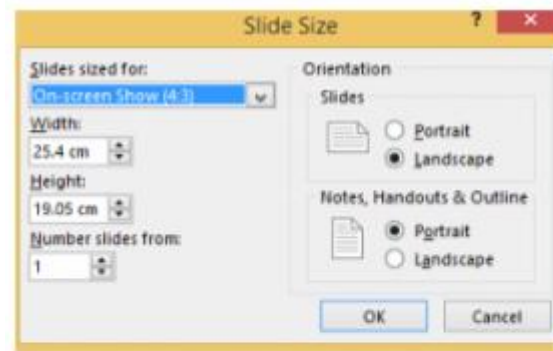 Slide Size
?
Slides sized for:
On-screen Show (4:3)
Width:
25.4 cm
Height:
19.05 cm
Number slides from:
1
Orientation
Slides
Portrait
Landscape
Notes, Handouts & Outline
Portrait
Landscape
OK
Cancel